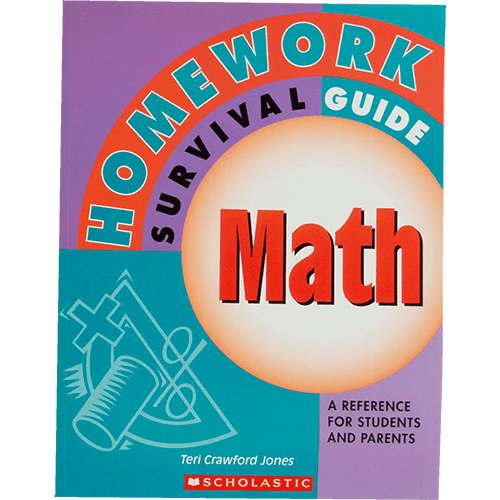 HOMEWORK
SURVIVAL GUIDE
Math
A REFERENCE
FOR STUDENTS
AND PARENTS
Teri Crawford Jones
SCHOLASTIC